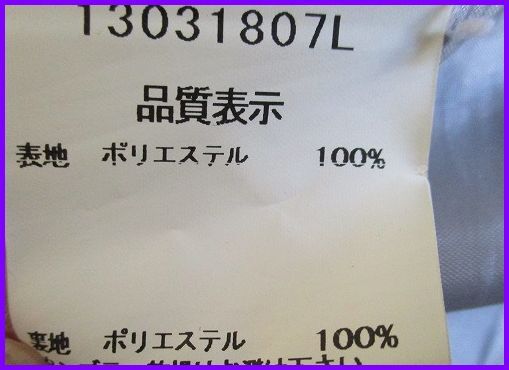 13031807L
品質表示
表地 ポリエステル 100%
裏地 ポリエステル 100%